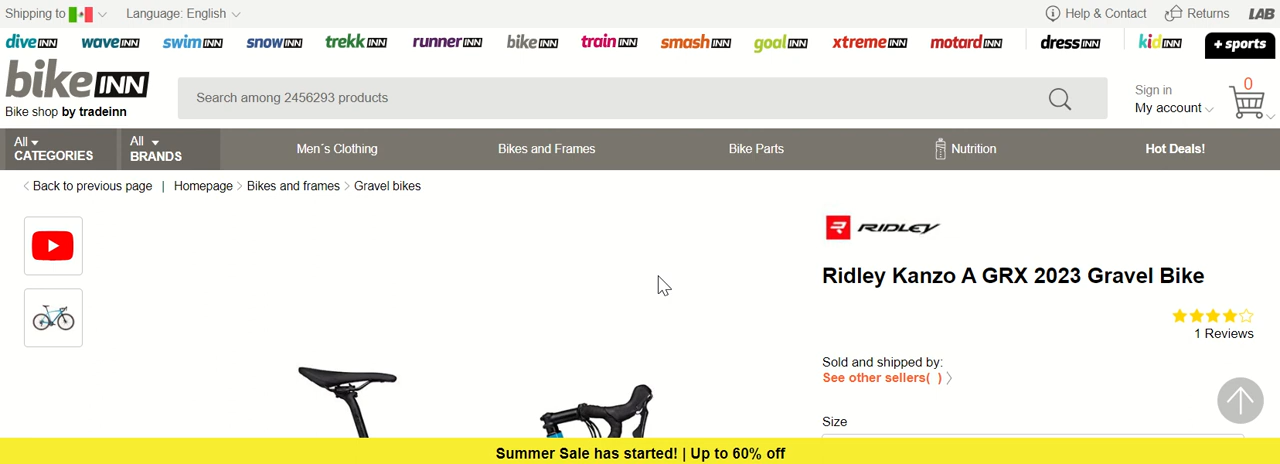 Shipping to
Language: English
Help & Contact
Returns
LAB
diveINN waveINN swimINN snowINN trekkINN runnerINN bikeINN trainINN smashINN goalINN xtremeINN motardINN dressINN kidINN + sports
bikeINN
Bike shop by tradeinn
Search among 2456293 products
Sign in
My account
0
All
CATEGORIES
All
BRANDS
Men´s Clothing
Bikes and Frames
Bike Parts
Nutrition
Hot Deals!
Back to previous page | Homepage > Bikes and frames > Gravel bikes
RIDLEY
Ridley Kanzo A GRX 2023 Gravel Bike
1 Reviews
Sold and shipped by:
See other sellers( )
Size
Summer Sale has started! | Up to 60% off